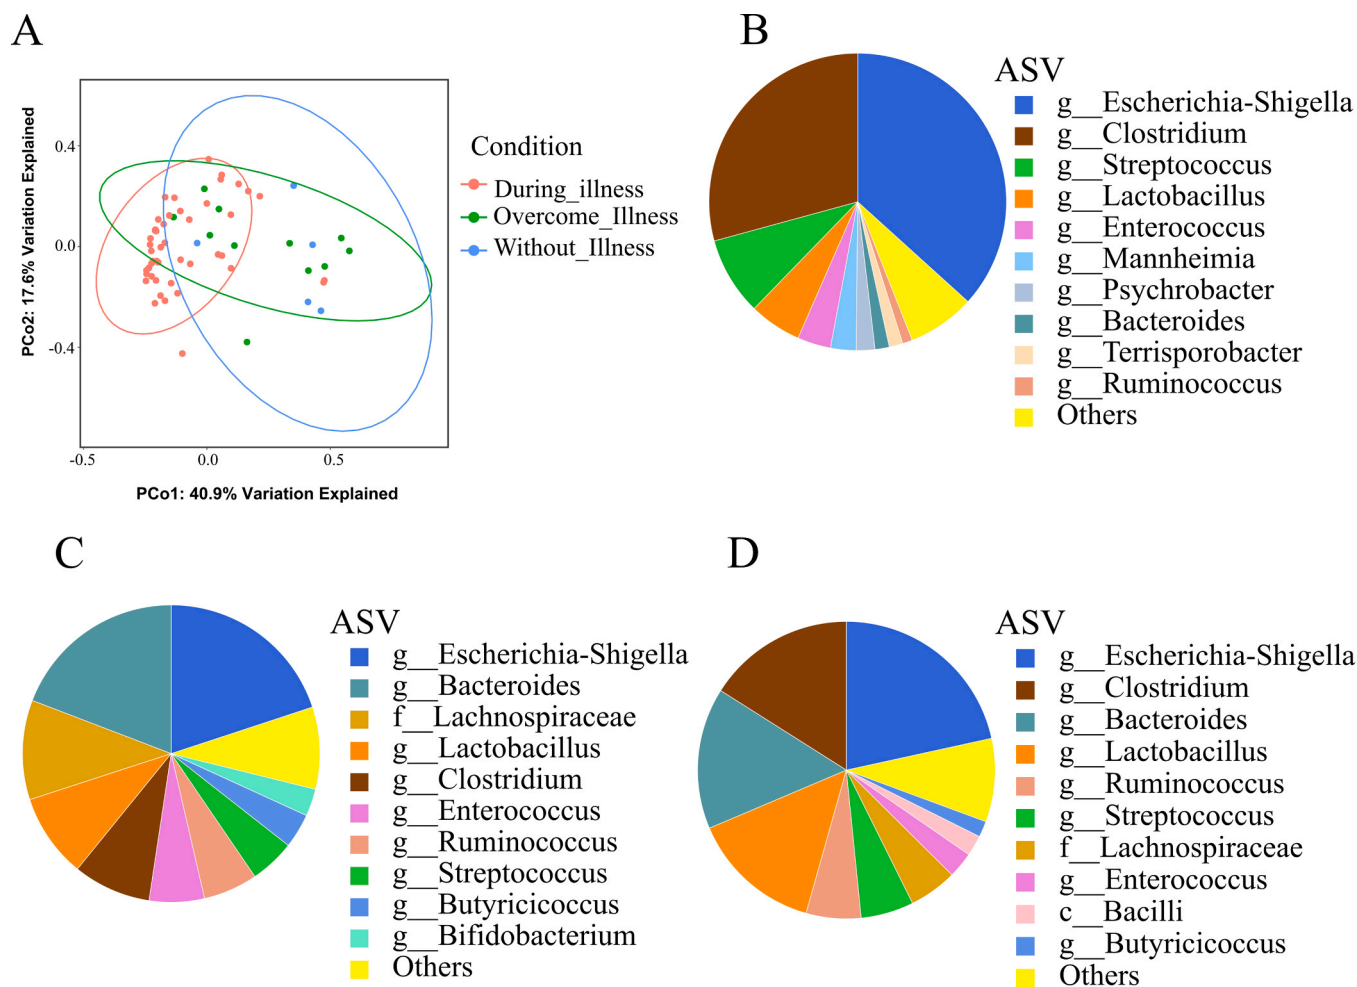 A
PCo2: 17.6% Variation Explained
0.4
0.0
-0.4
-0.5
0.0
0.5
PCo1: 40.9% Variation Explained
Condition
During_illness
Overcome_Illness
Without_Illness
B
ASV
g__Escherichia-Shigella
g__Clostridium
g__Streptococcus
g__Lactobacillus
g__Enterococcus
g__Mannheimia
g__Psychrobacter
g__Bacteroides
g__Terrisporobacter
g__Ruminococcus
Others
C
ASV
g__Escherichia-Shigella
g__Bacteroides
f__Lachnospiraceae
g__Lactobacillus
g__Clostridium
g__Enterococcus
g__Ruminococcus
g__Streptococcus
g__Butyricicoccus
g__Bifidobacterium
Others
D
ASV
g__Escherichia-Shigella
g__Clostridium
g__Bacteroides
g__Lactobacillus
g__Ruminococcus
g__Streptococcus
f__Lachnospiraceae
g__Enterococcus
c__Bacilli
g__Butyricicoccus
Others